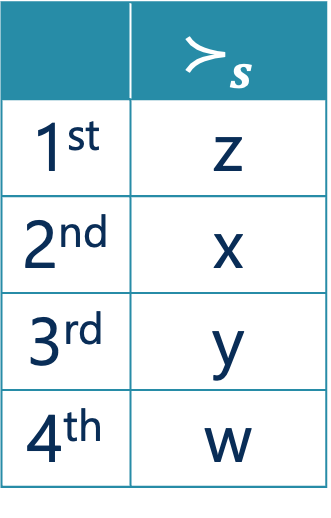 ≻s
1st z
2nd x
3rd y
4th w